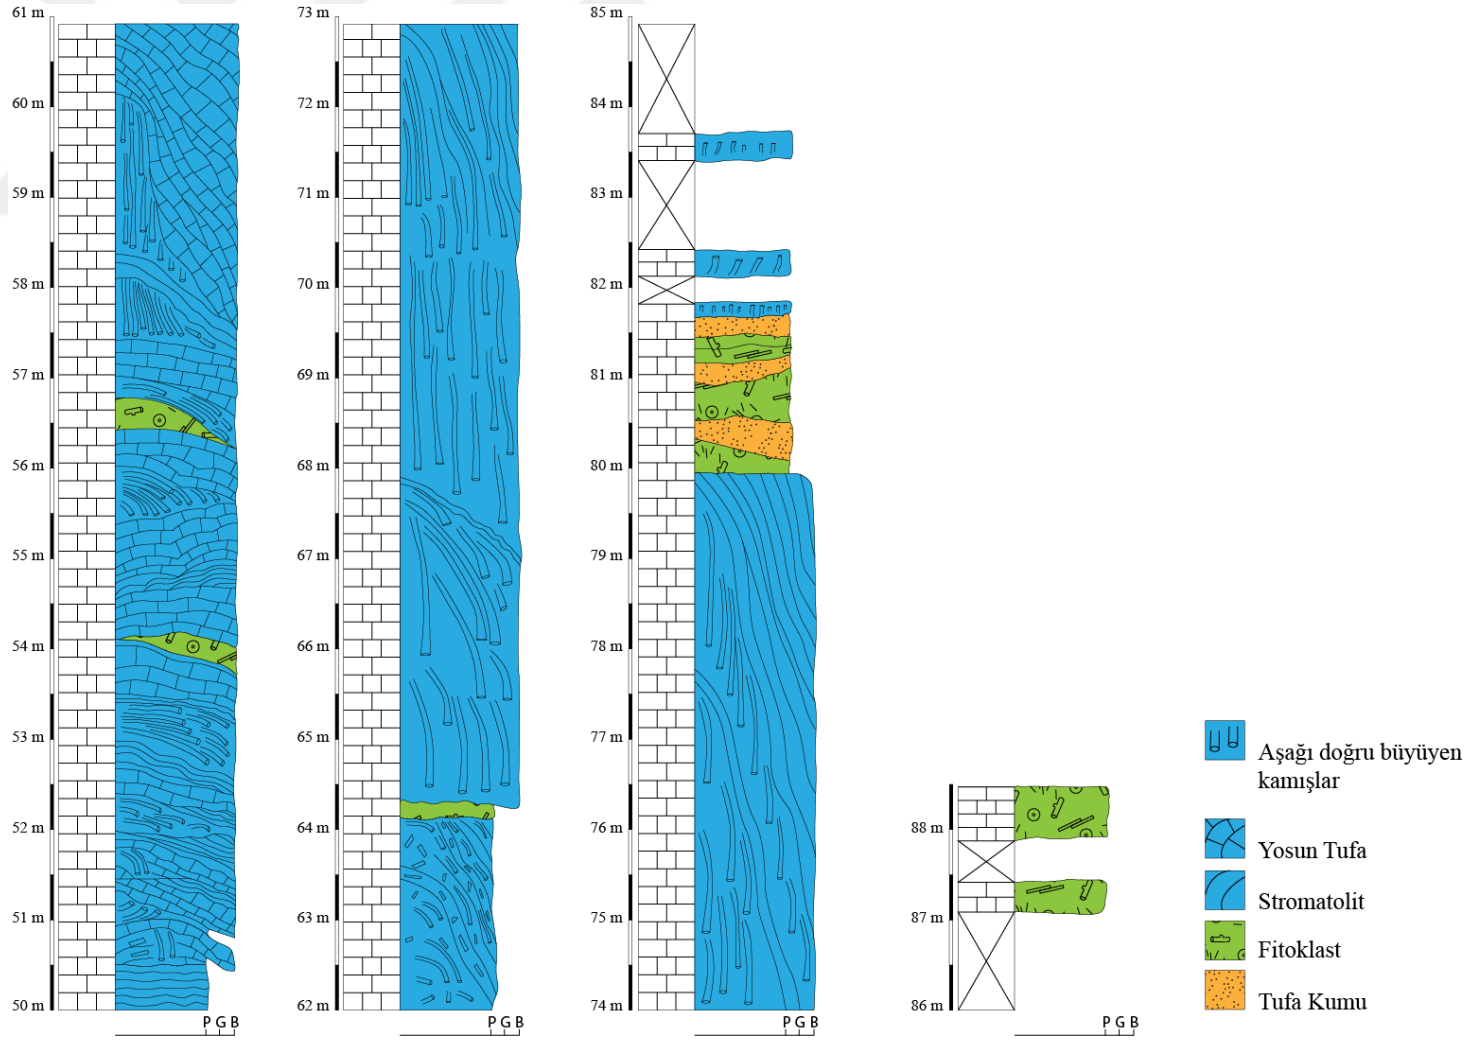 61 m
60 m
59 m
58 m
57 m
56 m
55 m
54 m
53 m
52 m
51 m
50 m
P G B
73 m
72 m
71 m
70 m
69 m
68 m
67 m
66 m
65 m
64 m
63 m
62 m
P G B
85 m
84 m
83 m
82 m
81 m
80 m
79 m
78 m
77 m
76 m
75 m
74 m
P G B
88 m
87 m
86 m
P G B
Aşağı doğru büyüyen
kamışlar
Yosun Tufa
Stromatolit
Fitoklast
Tufa Kumu